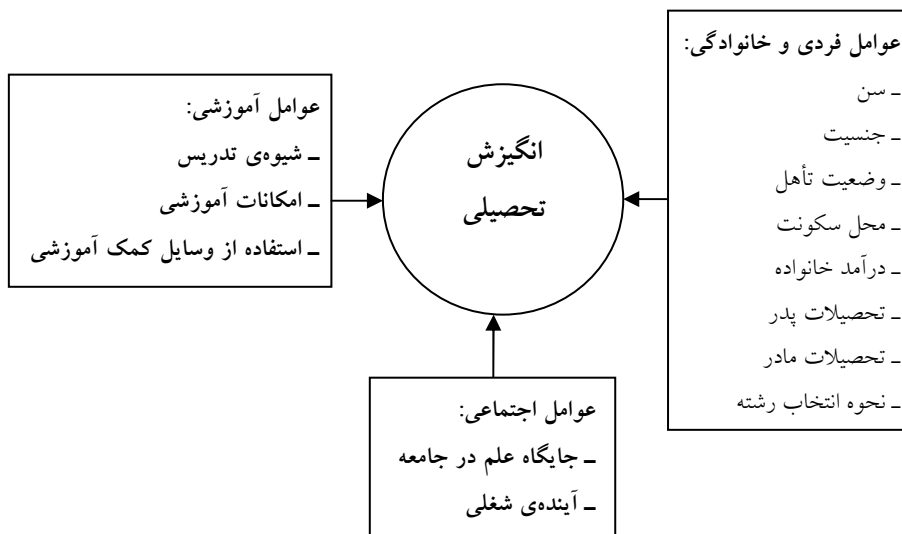 عوامل فردی و خانوادگی:
ـ سن
ـ جنسیت
ـ وضعیت تأهل
ـ محل سکونت
ـ درآمد خانواده
ـ تحصیلات پدر
ـ تحصیلات مادر
ـ نحوه انتخاب رشته
انگیزش
تحصیلی
عوامل آموزشی:
ـ شیوه‌ی تدریس
ـ امکانات آموزشی
ـ استفاده از وسایل کمک آموزشی
عوامل اجتماعی:
ـ جایگاه علم در جامعه
ـ آینده‌ی شغلی